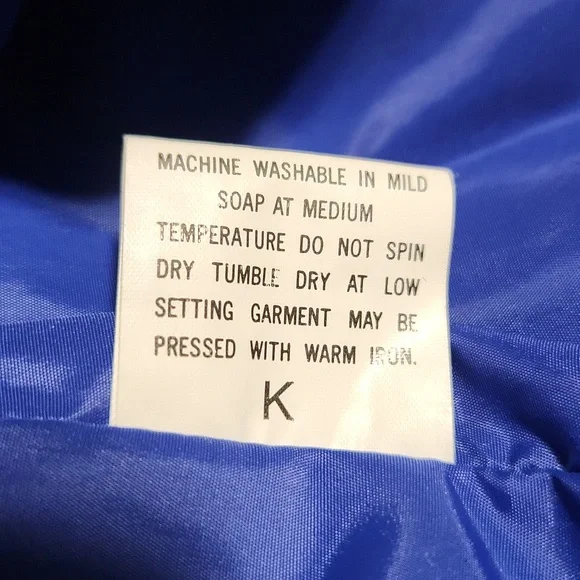 MACHINE WASHABLE IN MILD
SOAP AT MEDIUM
TEMPERATURE DO NOT SPIN
DRY TUMBLE DRY AT LOW
SETTING GARMENT MAY BE
PRESSED WITH WARM IRON.
K